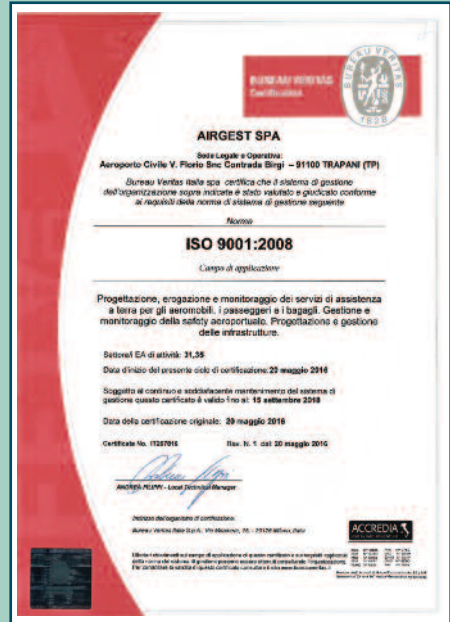 BUREAU VERITAS
Certification
BUREAU VERITAS
1828
AIRGEST SPA
Sede Legale e Operativa:
Aeroporto Civile V. Florio Snc Contrada Birgi – 91100 TRAPANI (TP)
Bureau Veritas Italia spa certifica che il sistema di gestione
dell'organizzazione sopra indicata è stato valutato e giudicato conforme
ai requisiti della norma di sistema di gestione seguente
Norma
ISO 9001:2008
Campo di applicazione
Progettazione, erogazione e monitoraggio dei servizi di assistenza
a terra per gli aeromobili, i passeggeri e i bagagli. Gestione e
monitoraggio della safety aeroportuale. Progettazione e gestione
delle infrastrutture.
Settore/i EA di attività: 31,35
Data d'inizio del presente ciclo di certificazione: 20 maggio 2016
Soggetto al continuo e soddisfacente mantenimento del sistema di
gestione questo certificato è valido fino al: 15 settembre 2018
Data della certificazione originale: 20 maggio 2016
Certificato No. IT267016 Rev. N. 1 del: 20 maggio 2016
ANDREA FILIPPI – Local Technical Manager
Indirizzo dell'organismo di certificazione:
Bureau Veritas Italia S.p.A., Via Miramare, 15 - 20126 Milano, Italia
ACCREDIA